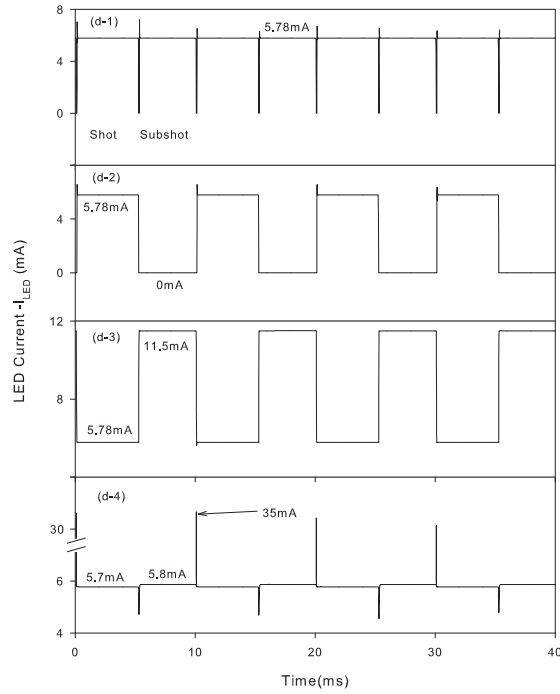 LED Current -I_LED (mA)
8
(d-1)
5.78mA
4
0
Shot Subshot
(d-2)
4
5.78mA
0
0mA
12
(d-3)
11.5mA
8
5.78mA
(d-4)
35mA
30
5.7mA 5.8mA
6
4
0 10 20 30 40
Time(ms)